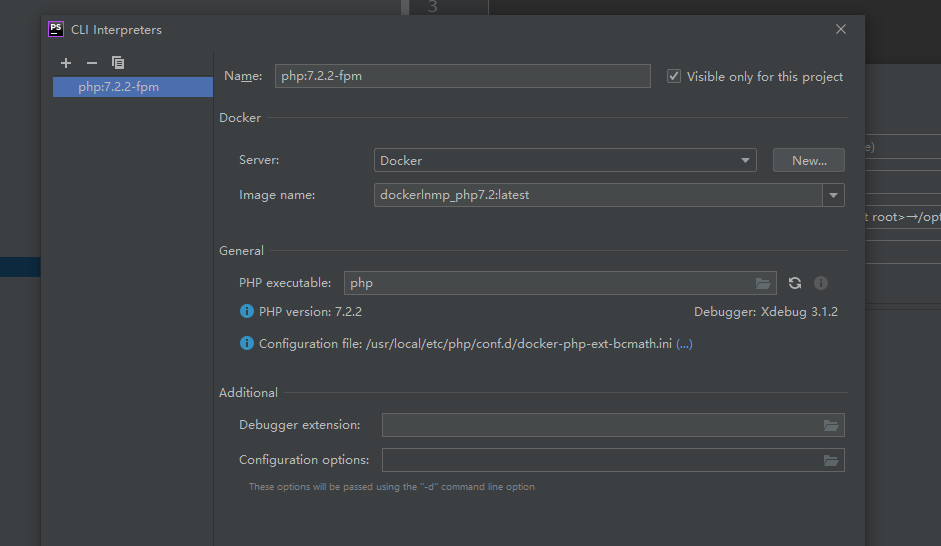 3
PS
CLI Interpreters
php:7.2.2-fpm
Name: php:7.2.2-fpm
Visible only for this project
Docker
Server: Docker New...
Image name: dockerlnmp_php7.2:latest
General
PHP executable: php
PHP version: 7.2.2 Debugger: Xdebug 3.1.2
Configuration file: /usr/local/etc/php/conf.d/docker-php-ext-bcmath.ini (...)
Additional
Debugger extension:
Configuration options:
These options will be passed using the "-d" command line option
e)
t root>→/opt